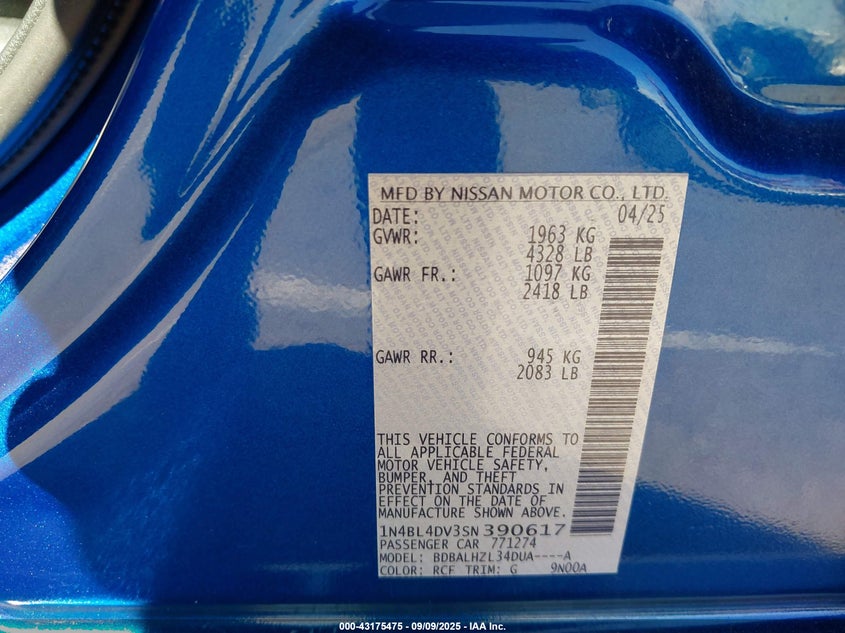 MFD BY NISSAN MOTOR CO., LTD.
DATE: 04/25
GVWR: 1963 KG
4328 LB
GAWR FR.: 1097 KG
2418 LB
GAWR RR.: 945 KG
2083 LB
THIS VEHICLE CONFORMS TO
ALL APPLICABLE FEDERAL
MOTOR VEHICLE SAFETY,
BUMPER, AND THEFT
PREVENTION STANDARDS IN
EFFECT ON THE DATE OF
MANUFACTURE SHOWN ABOVE.
1N4BL4DV3SN390617
PASSENGER CAR 771274
MODEL: BDBALHZL34DUA----A
COLOR: RCF TRIM: G 9N00A
000-43175475 - 09/09/2025 - IAA Inc.